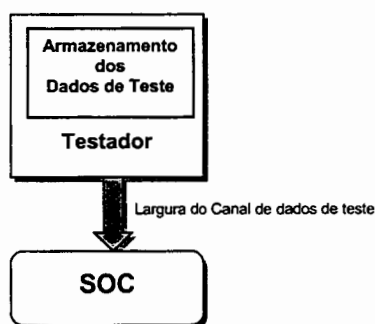 Armazenamento
dos
Dados de Teste
Testador
Largura do Canal de dados de teste
SOC